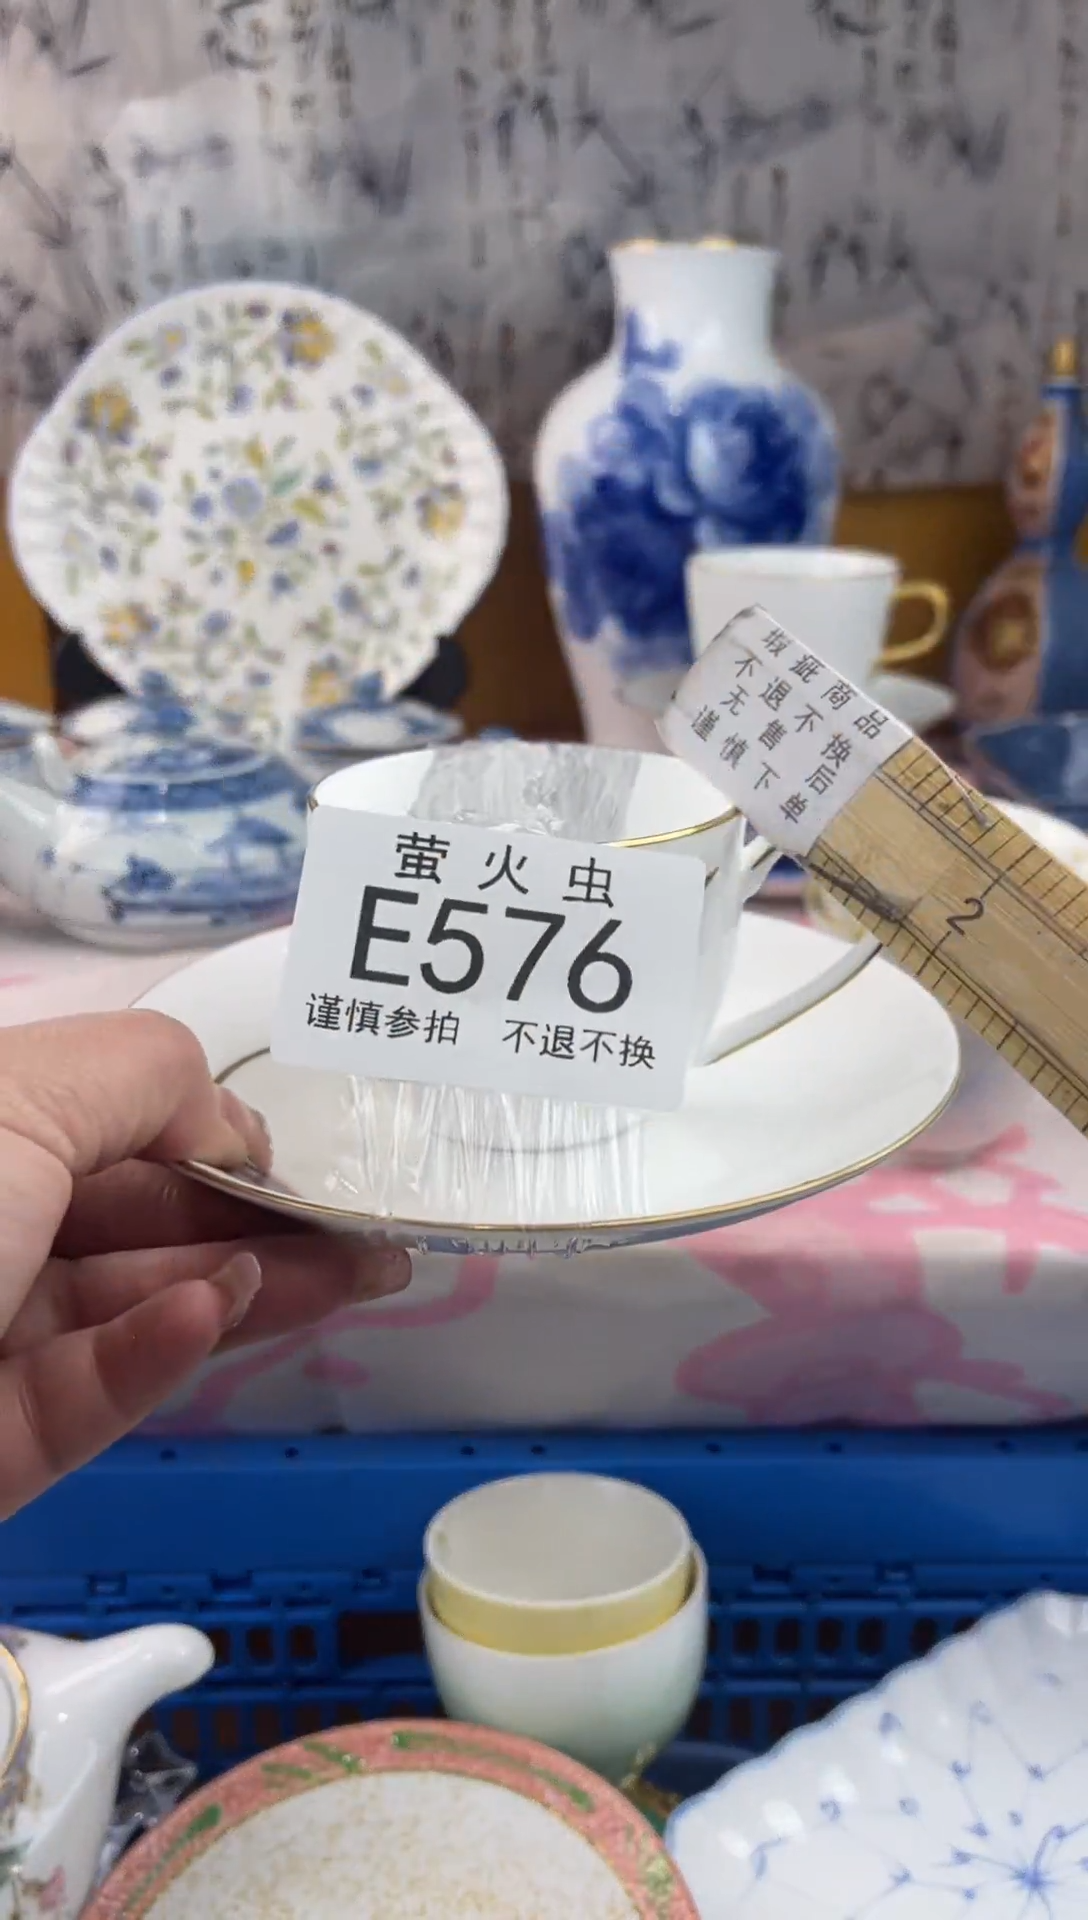 萤火虫
E576
谨慎参拍 不退不换
瑕疵商品
不退不换
无售后
谨慎下单
2